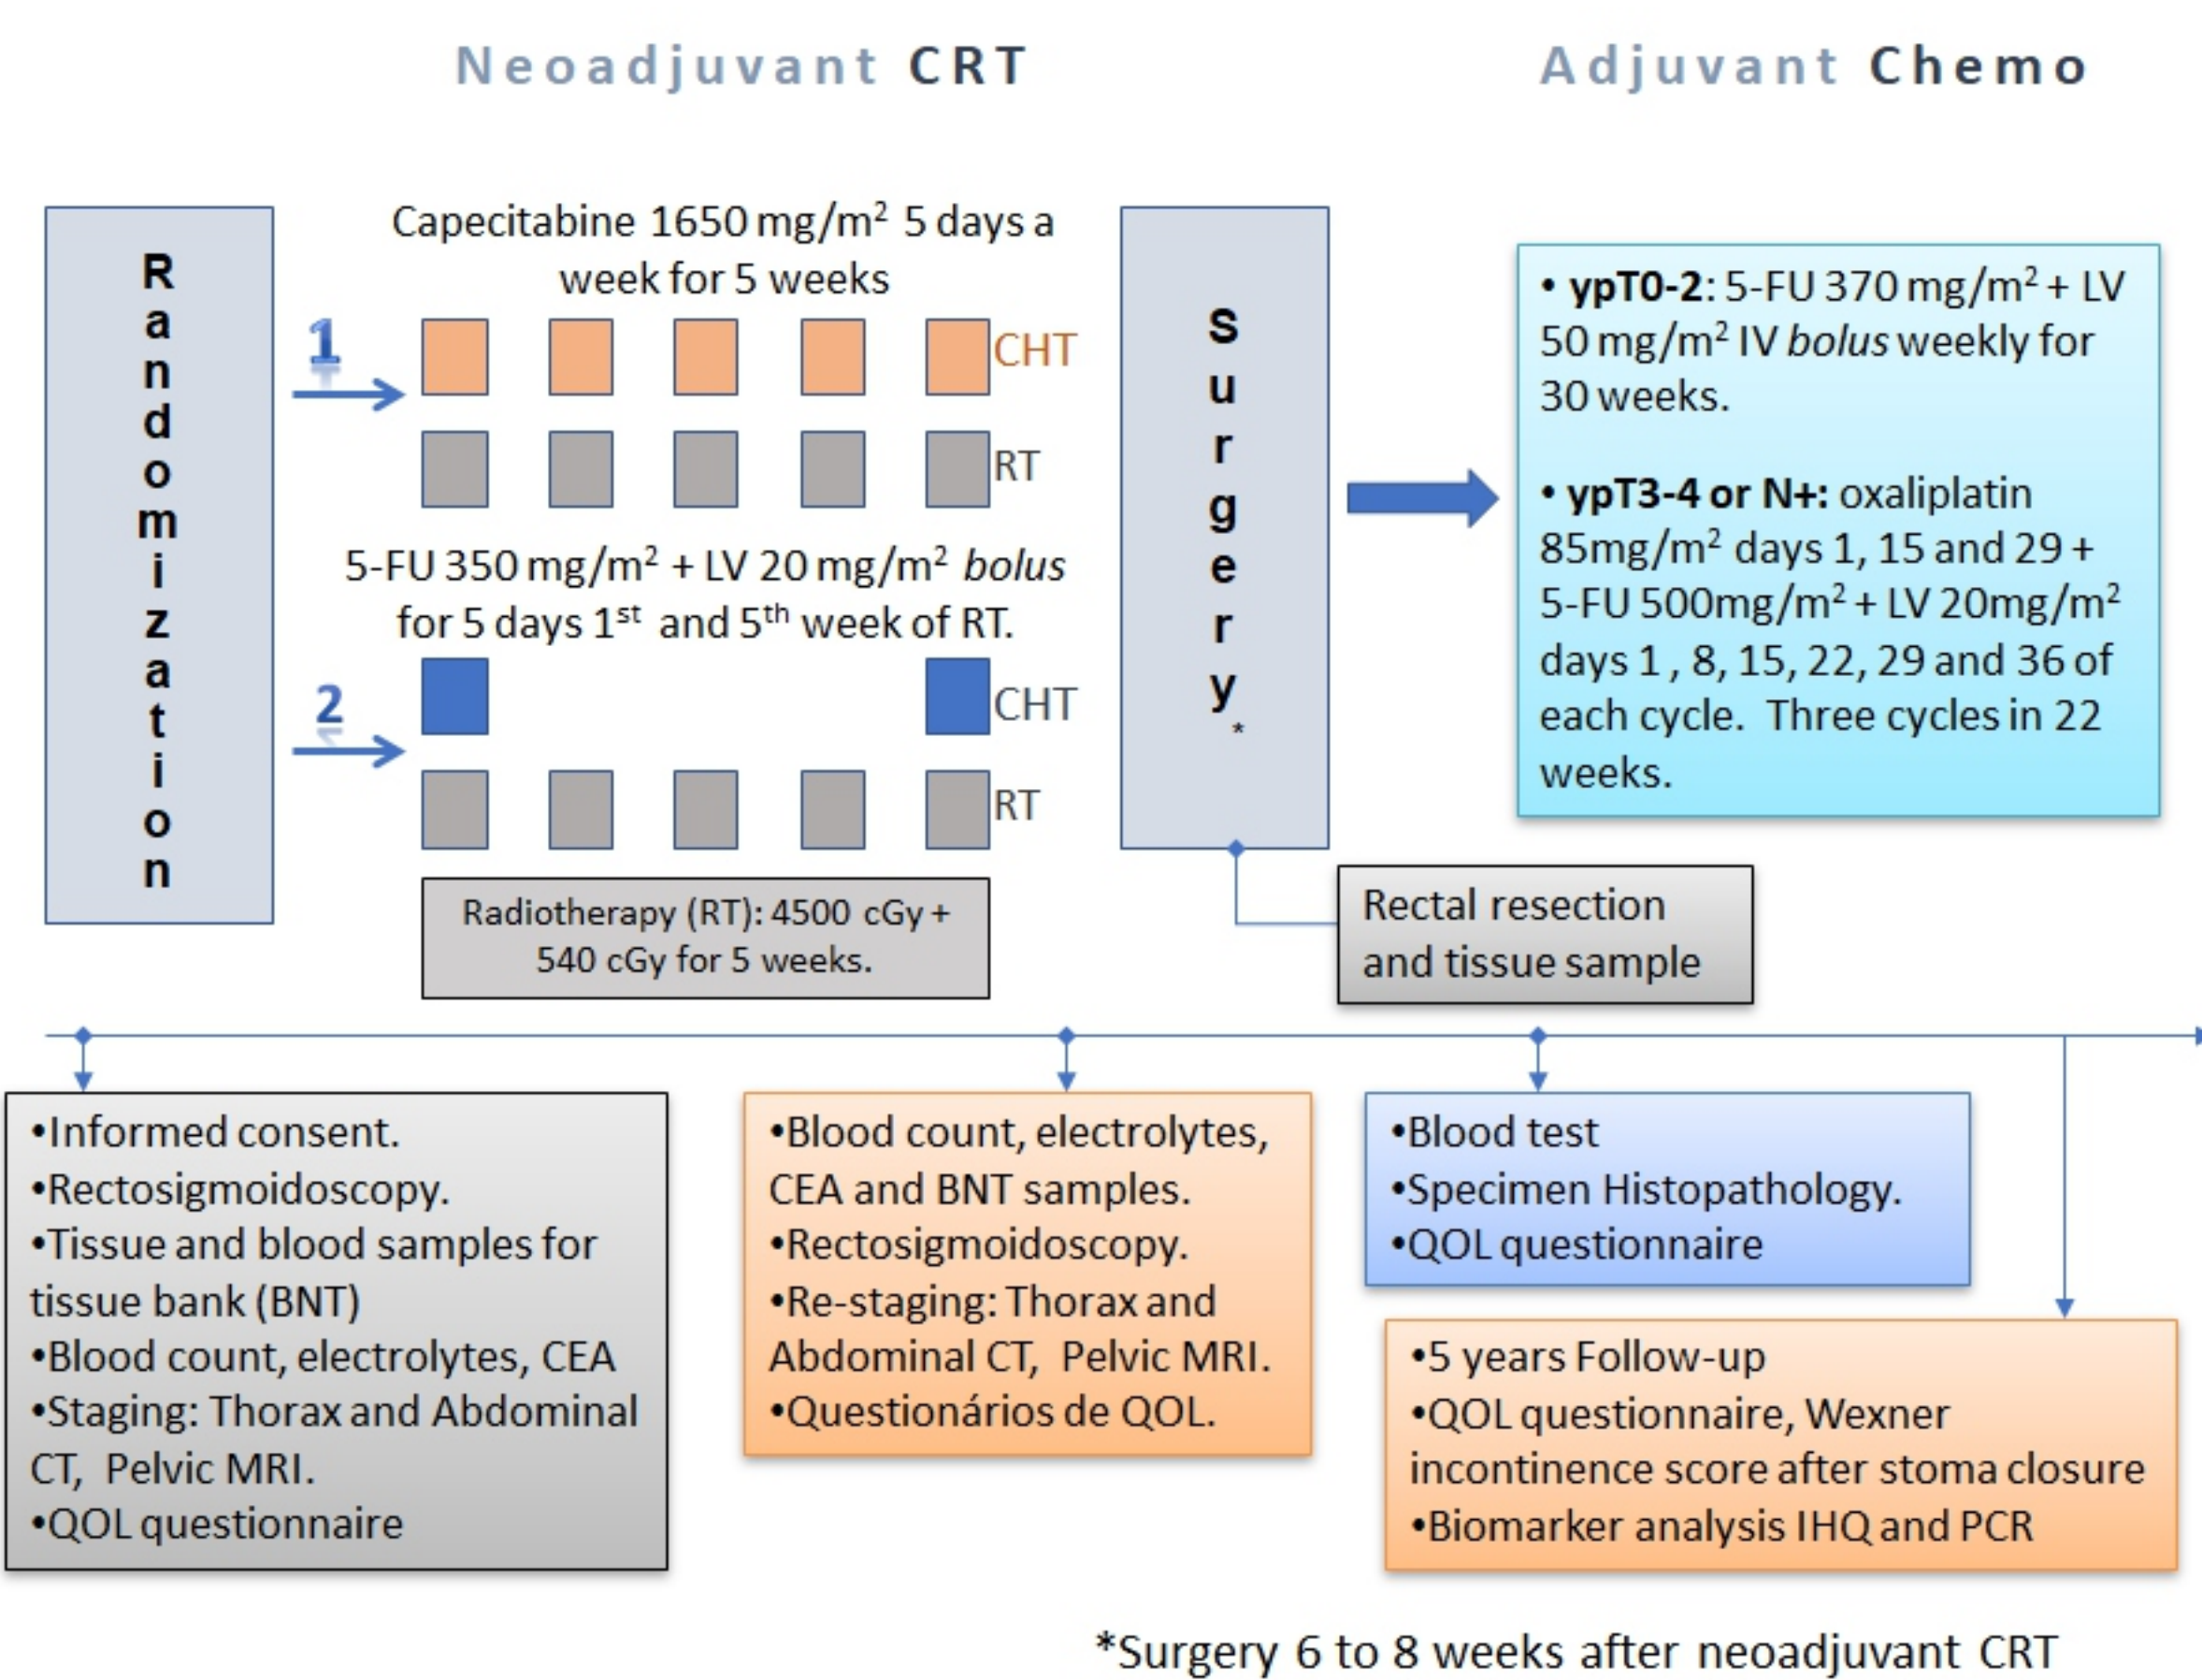 Neoadjuvant CRT
Adjuvant Chemo
Randomization
1
Capecitabine 1650 mg/m² 5 days a
week for 5 weeks
CHT
RT
2
5-FU 350 mg/m² + LV 20 mg/m² bolus
for 5 days 1st and 5th week of RT.
CHT
RT
Radiotherapy (RT): 4500 cGy +
540 cGy for 5 weeks.
Surgery*
• ypT0-2: 5-FU 370 mg/m² + LV
50 mg/m² IV bolus weekly for
30 weeks.
• ypT3-4 or N+: oxaliplatin
85mg/m² days 1, 15 and 29 +
5-FU 500mg/m² + LV 20mg/m²
days 1 , 8, 15, 22, 29 and 36 of
each cycle. Three cycles in 22
weeks.
Rectal resection
and tissue sample
•Informed consent.
•Rectosigmoidoscopy.
•Tissue and blood samples for
tissue bank (BNT)
•Blood count, electrolytes, CEA
•Staging: Thorax and Abdominal
CT, Pelvic MRI.
•QOL questionnaire
•Blood count, electrolytes,
CEA and BNT samples.
•Rectosigmoidoscopy.
•Re-staging: Thorax and
Abdominal CT, Pelvic MRI.
•Questionários de QOL.
•Blood test
•Specimen Histopathology.
•QOL questionnaire
•5 years Follow-up
•QOL questionnaire, Wexner
incontinence score after stoma closure
•Biomarker analysis IHQ and PCR
*Surgery 6 to 8 weeks after neoadjuvant CRT